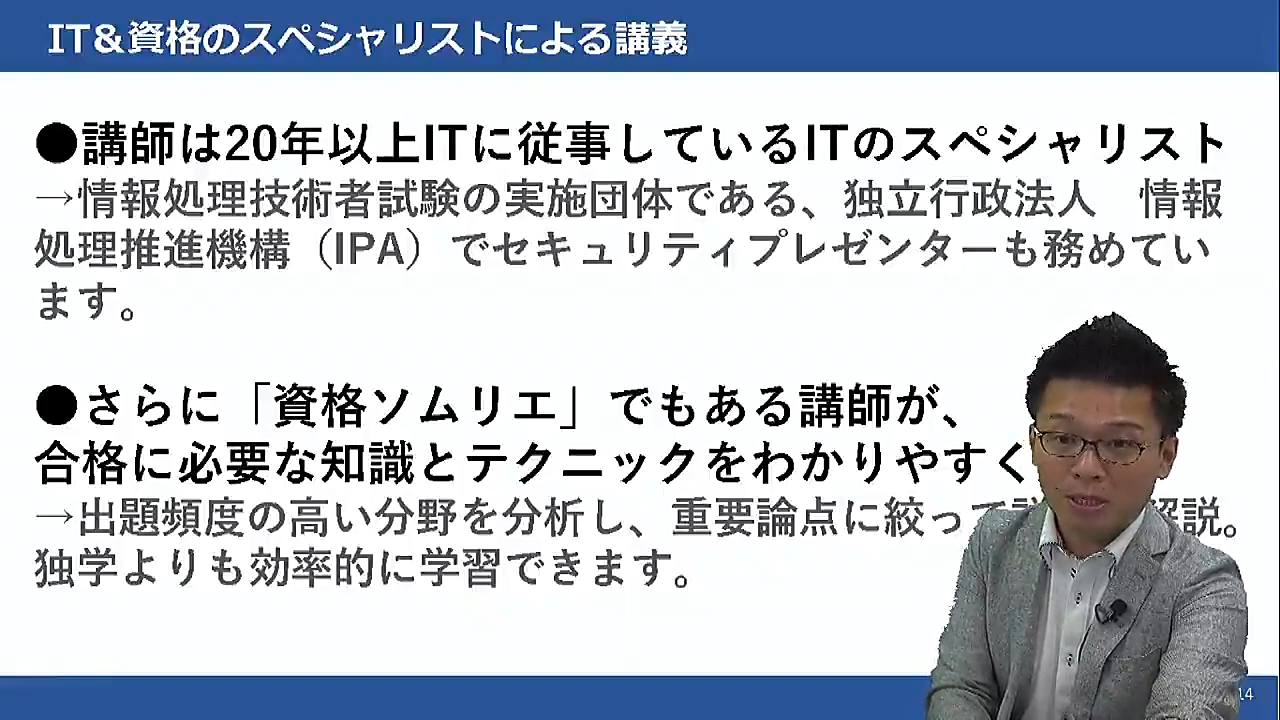 IT＆資格のスペシャリストによる講義
●講師は20年以上ITに従事しているITのスペシャリスト
→情報処理技術者試験の実施団体である、独立行政法人　情報
処理推進機構（IPA）でセキュリティプレゼンターも務めてい
ます。
●さらに「資格ソムリエ」でもある講師が、
合格に必要な知識とテクニックをわかりやすく
→出題頻度の高い分野を分析し、重要論点に絞って 解説。
独学よりも効率的に学習できます。
14